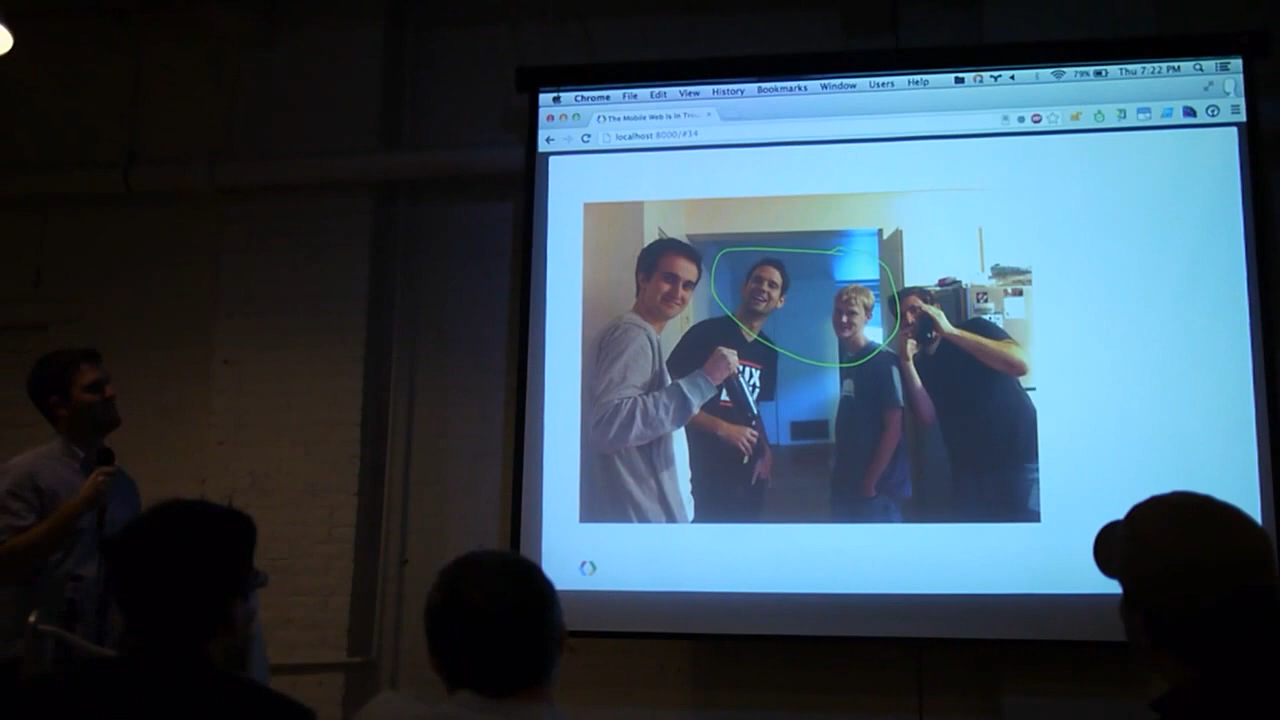 Chrome File Edit View History Bookmarks Window Users Help 79% Thu 7:22 PM
The Mobile Web Is in Trou
localhost:8000/#34